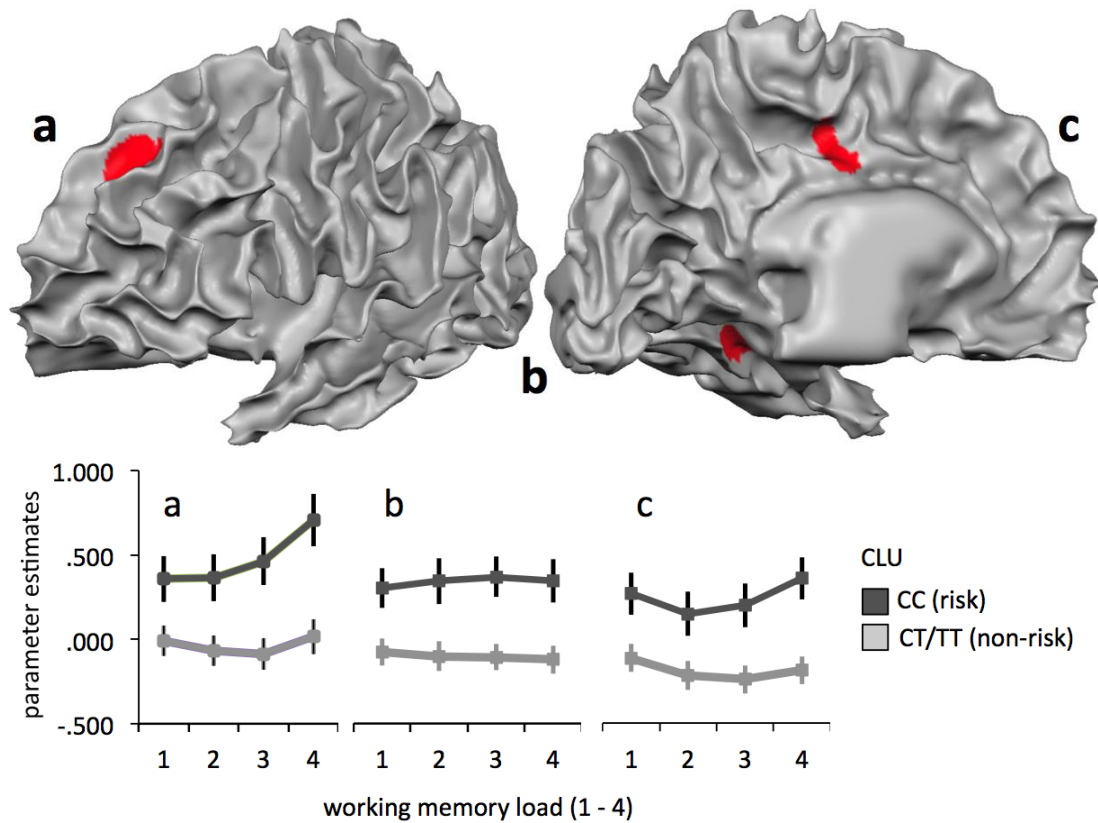 a
c
b
1.000
.500
.000
-.500
parameter estimates
a
b
c
1 2 3 4
1 2 3 4
1 2 3 4
working memory load (1 - 4)
CLU
CC (risk)
CT/TT (non-risk)